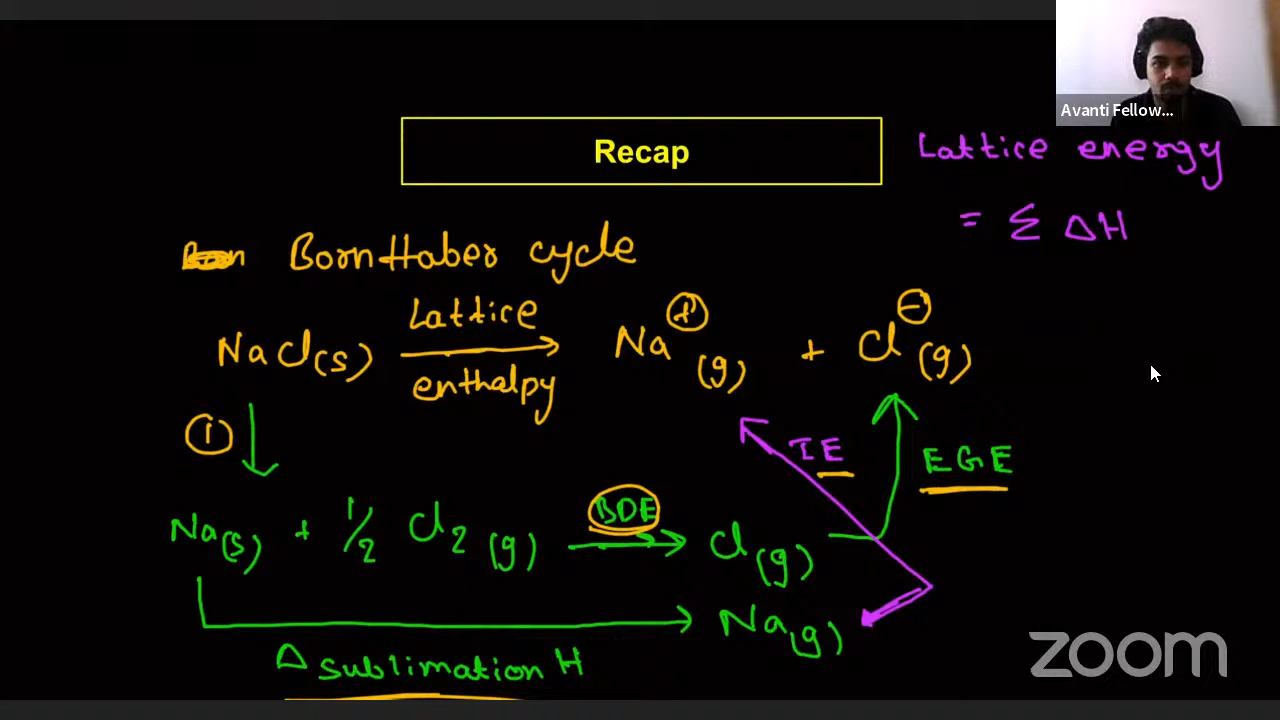 Avanti Fellow...
Recap
Lattice energy
= Σ ΔH
Born Haber cycle
NaCl(s) Lattice enthalpy → Na⊕(g) + Cl⊖(g)
①
IE
EGE
Na(s) + 1/2 Cl2(g) BDE → Cl(g)
Na(g)
Δsublimation H
zoom